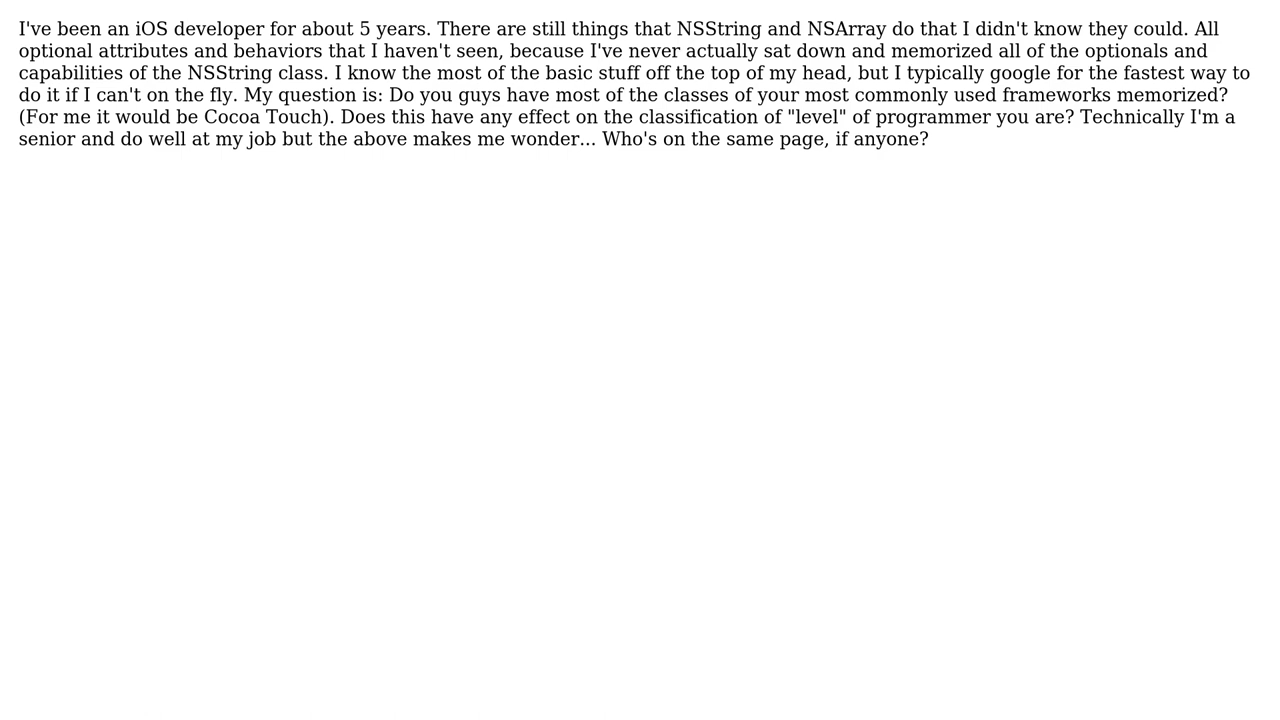 I've been an iOS developer for about 5 years. There are still things that NSString and NSArray do that I didn't know they could. All
optional attributes and behaviors that I haven't seen, because I've never actually sat down and memorized all of the optionals and
capabilities of the NSString class. I know the most of the basic stuff off the top of my head, but I typically google for the fastest way to
do it if I can't on the fly. My question is: Do you guys have most of the classes of your most commonly used frameworks memorized?
(For me it would be Cocoa Touch). Does this have any effect on the classification of "level" of programmer you are? Technically I'm a
senior and do well at my job but the above makes me wonder... Who's on the same page, if anyone?